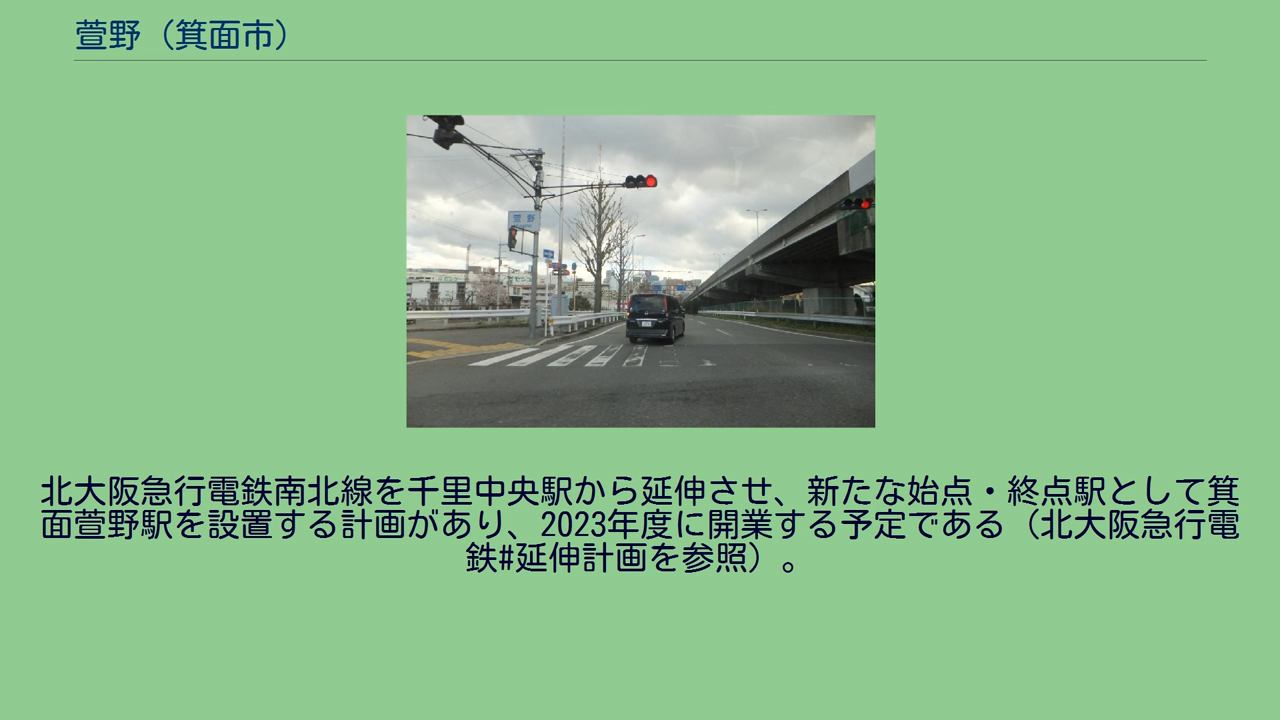 萱野（箕面市）
萱野
北大阪急行電鉄南北線を千里中央駅から延伸させ、新たな始点・終点駅として箕
面萱野駅を設置する計画があり、2023年度に開業する予定である（北大阪急行電
鉄#延伸計画を参照）。